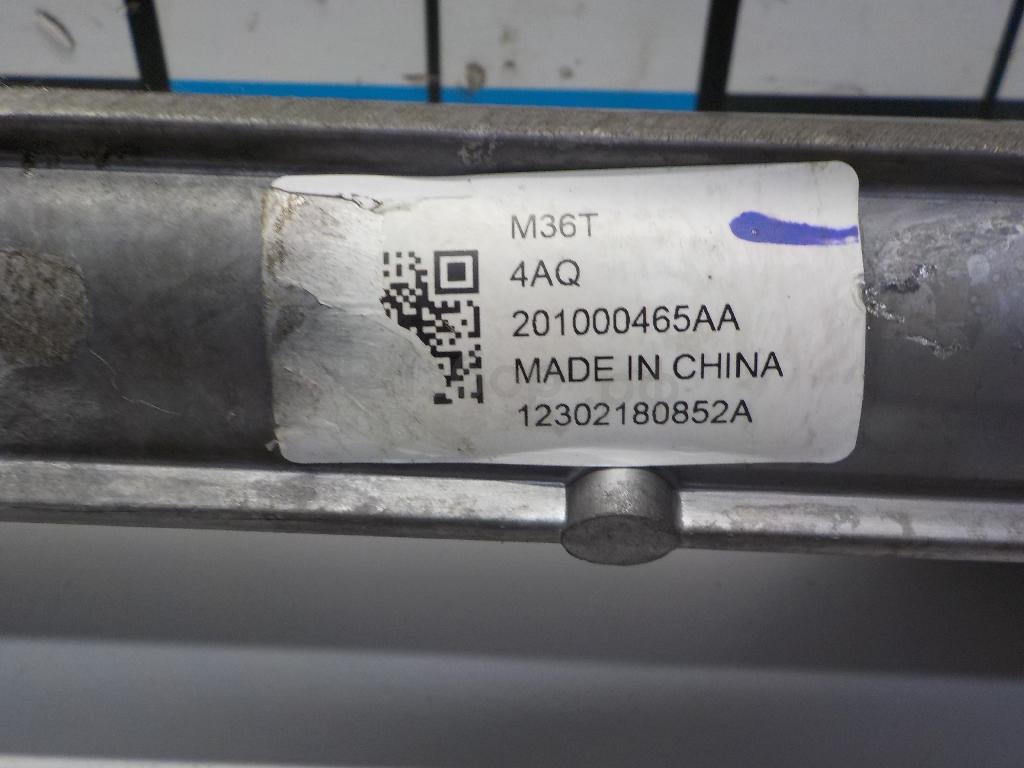 M36T
4AQ
201000465AA
MADE IN CHINA
12302180852A